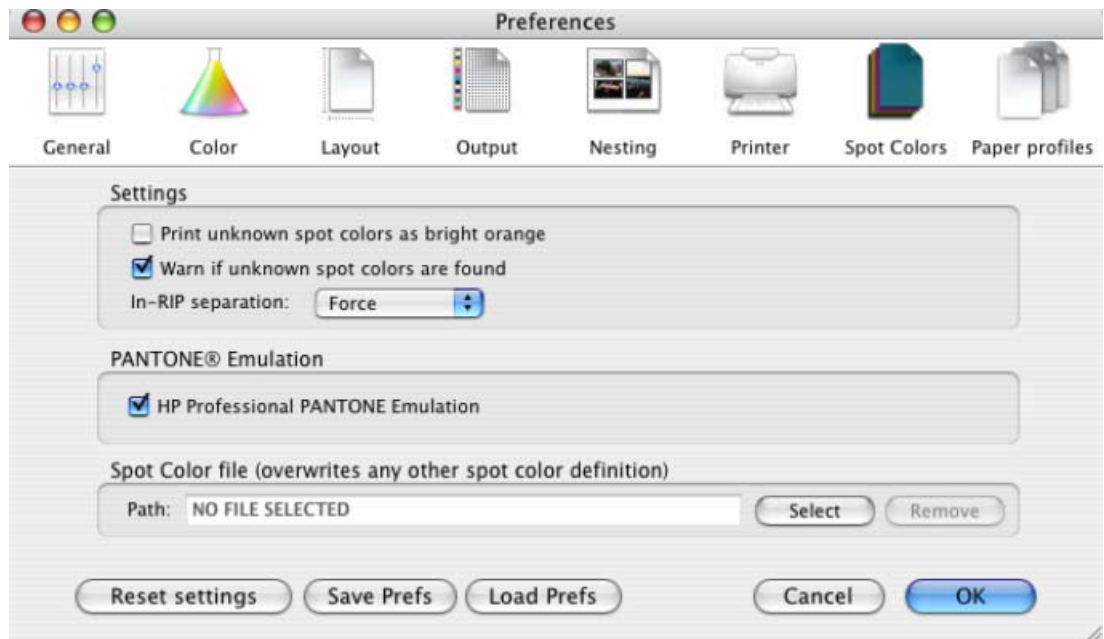 Preferences
General Color Layout Output Nesting Printer Spot Colors Paper profiles
Settings
Print unknown spot colors as bright orange
Warn if unknown spot colors are found
In-RIP separation: Force
PANTONE® Emulation
HP Professional PANTONE Emulation
Spot Color file (overwrites any other spot color definition)
Path: NO FILE SELECTED Select Remove
Reset settings Save Prefs Load Prefs Cancel OK